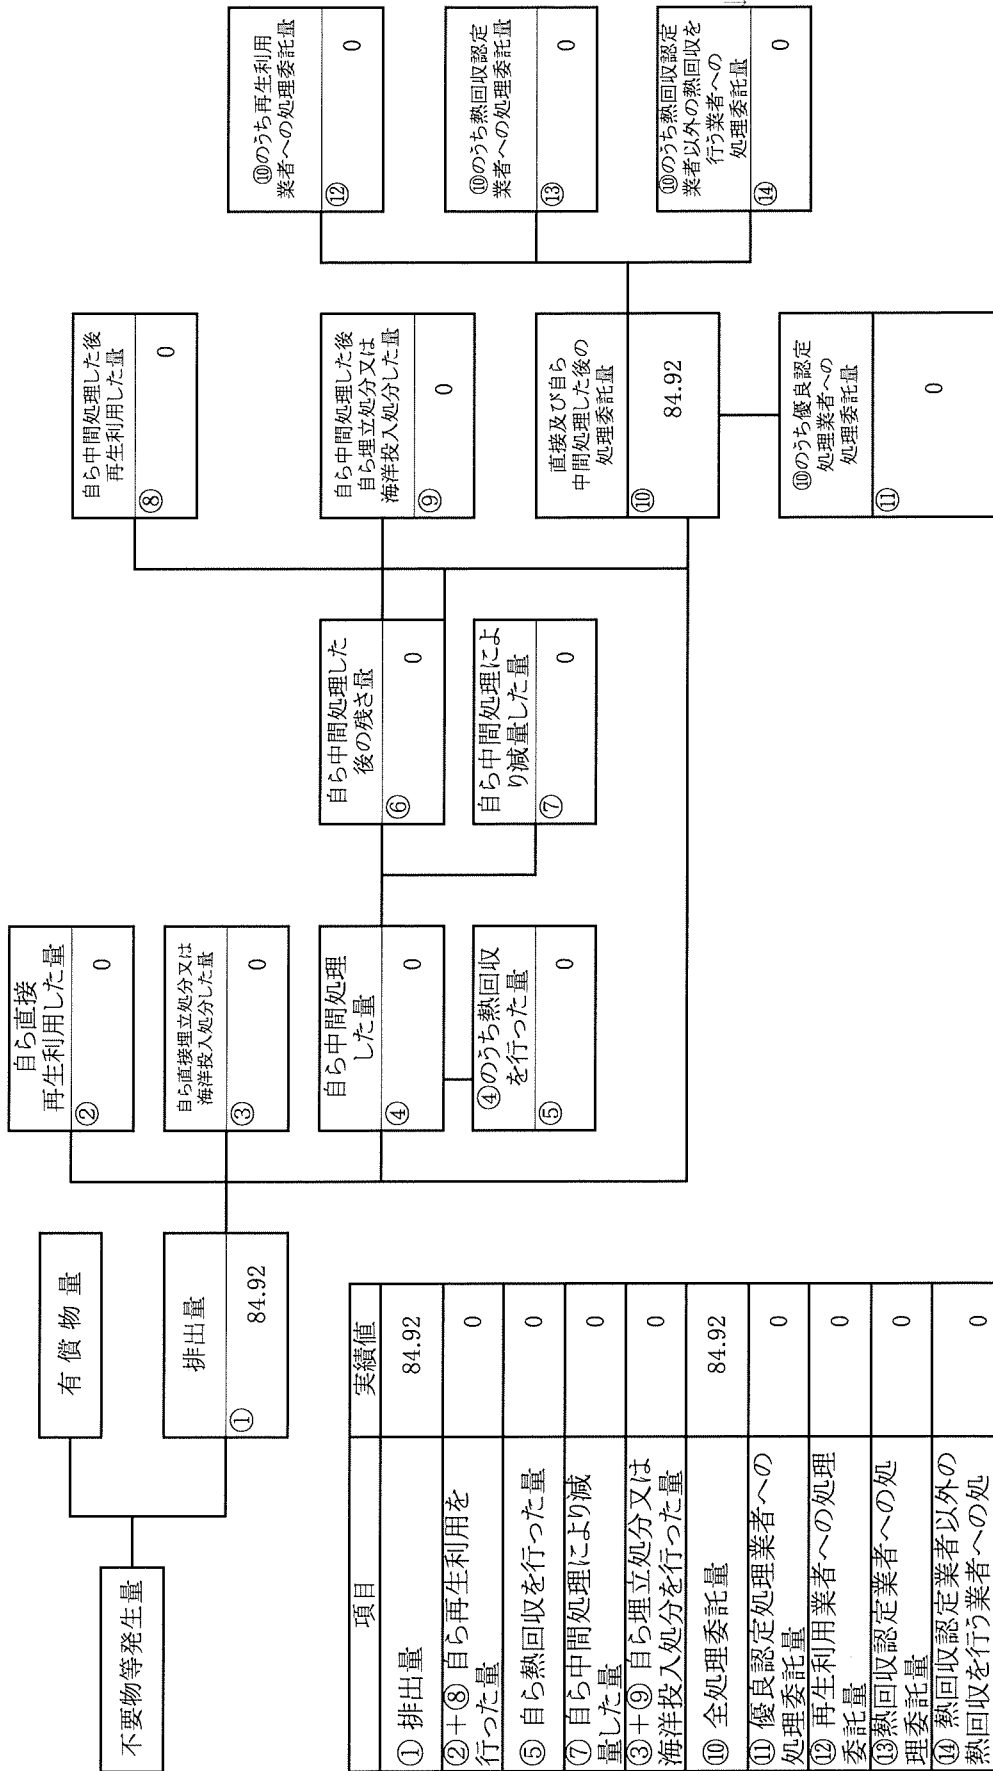 不要物等発生量
有償物量
排出量
①
84.92
自ら直接
再生利用した量
②
0
自ら直接埋立処分又は
海洋投入処分した量
③
0
自ら中間処理
した量
④
0
④のうち熱回収
を行った量
⑤
0
自ら中間処理した
後の残さ量
⑥
0
自ら中間処理によ
り減量した量
⑦
0
自ら中間処理した後
再生利用した量
⑧
0
自ら中間処理した後
自ら埋立処分又は
海洋投入処分した量
⑨
0
直接及び自ら
中間処理した後の
処理委託量
⑩
84.92
⑩のうち優良認定
処理業者への
処理委託量
⑪
0
⑩のうち再生利用
業者への処理委託量
⑫
0
⑩のうち熱回収認定
業者への処理委託量
⑬
0
⑩のうち熱回収認定
業者以外の熱回収を
行う業者への
処理委託量
⑭
0
項目 実績値
① 排出量 84.92
②+⑧ 自ら再生利用を
行った量 0
⑤ 自ら熱回収を行った量 0
⑦ 自ら中間処理により減
量した量 0
③+⑨ 自ら埋立処分又は
海洋投入処分を行った量 0
⑩ 全処理委託量 84.92
⑪ 優良認定処理業者への
処理委託量 0
⑫ 再生利用業者への処理
委託量 0
⑬熱回収認定業者への処
理委託量 0
⑭ 熱回収認定業者以外の
熱回収を行う業者への処 0